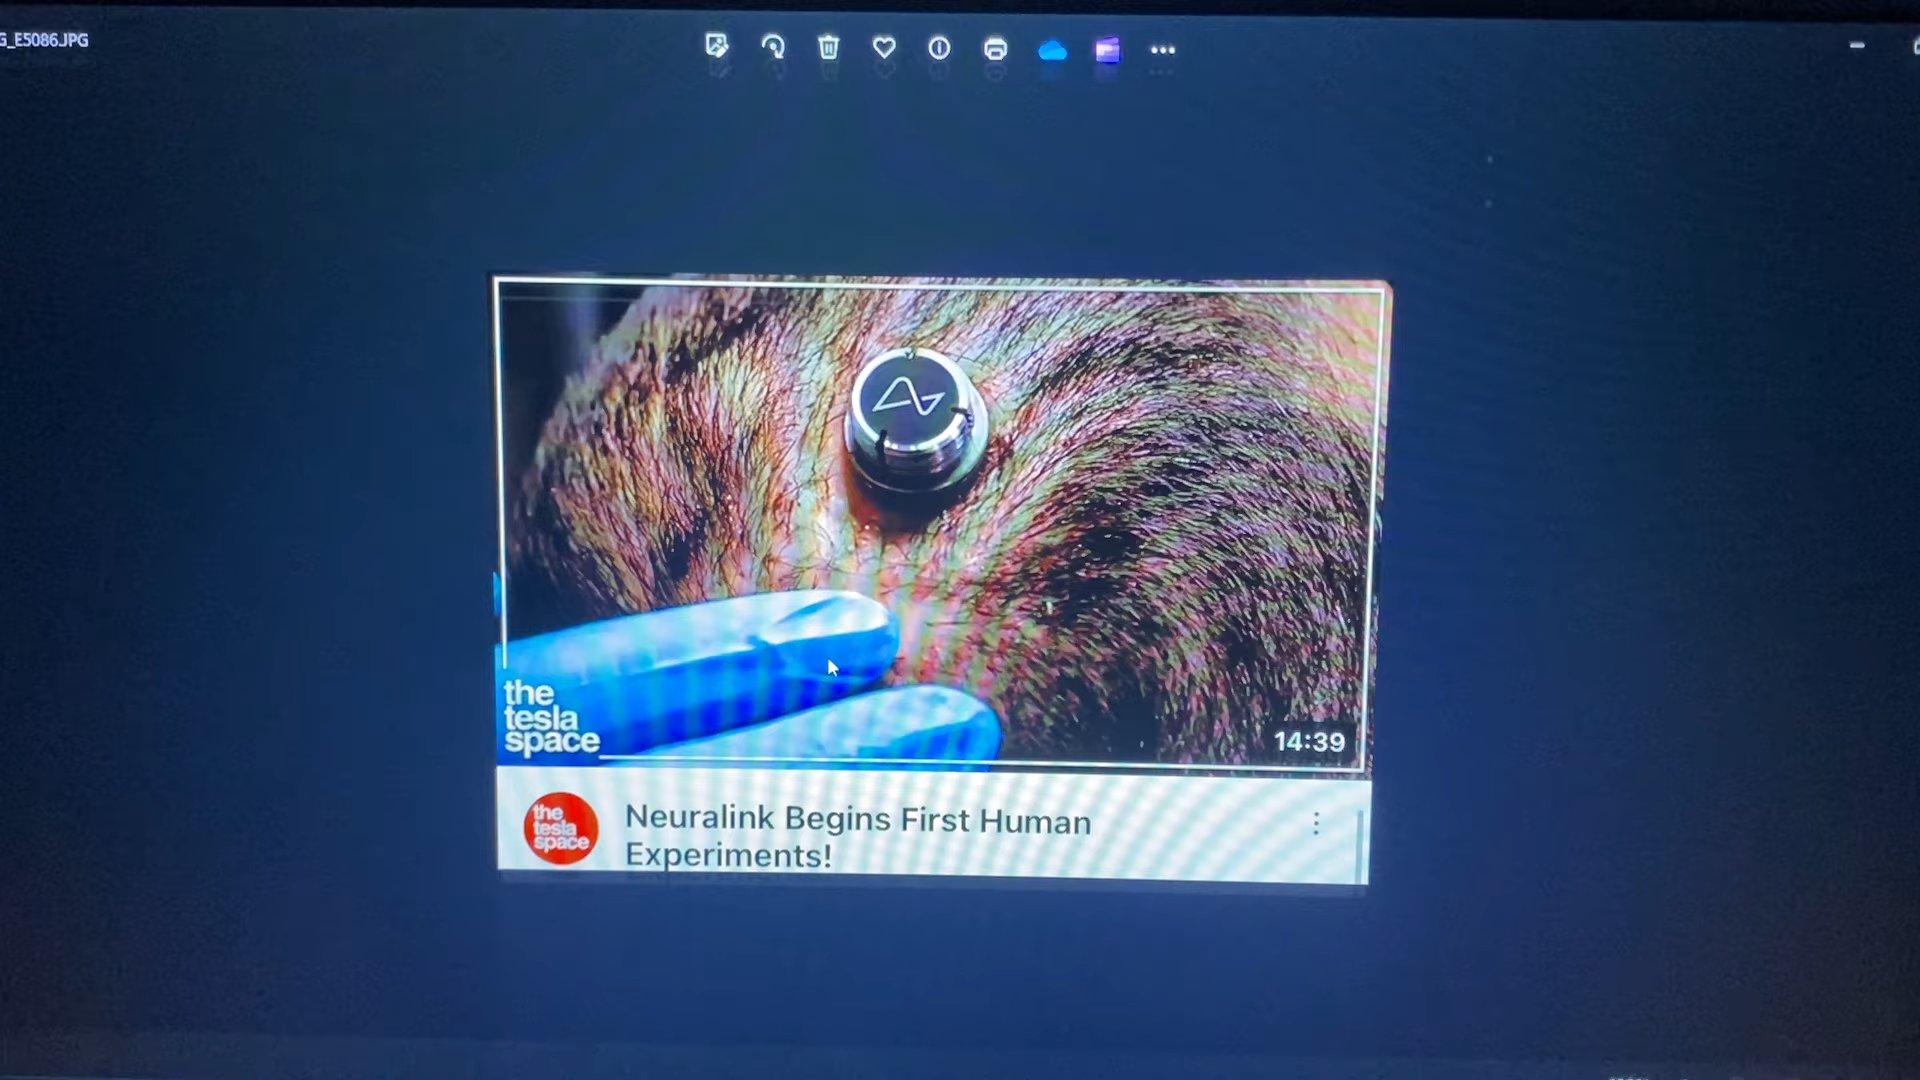 G_E5086.JPG
the
tesla
space
14:39
the
tesla
space
Neuralink Begins First Human
Experiments!